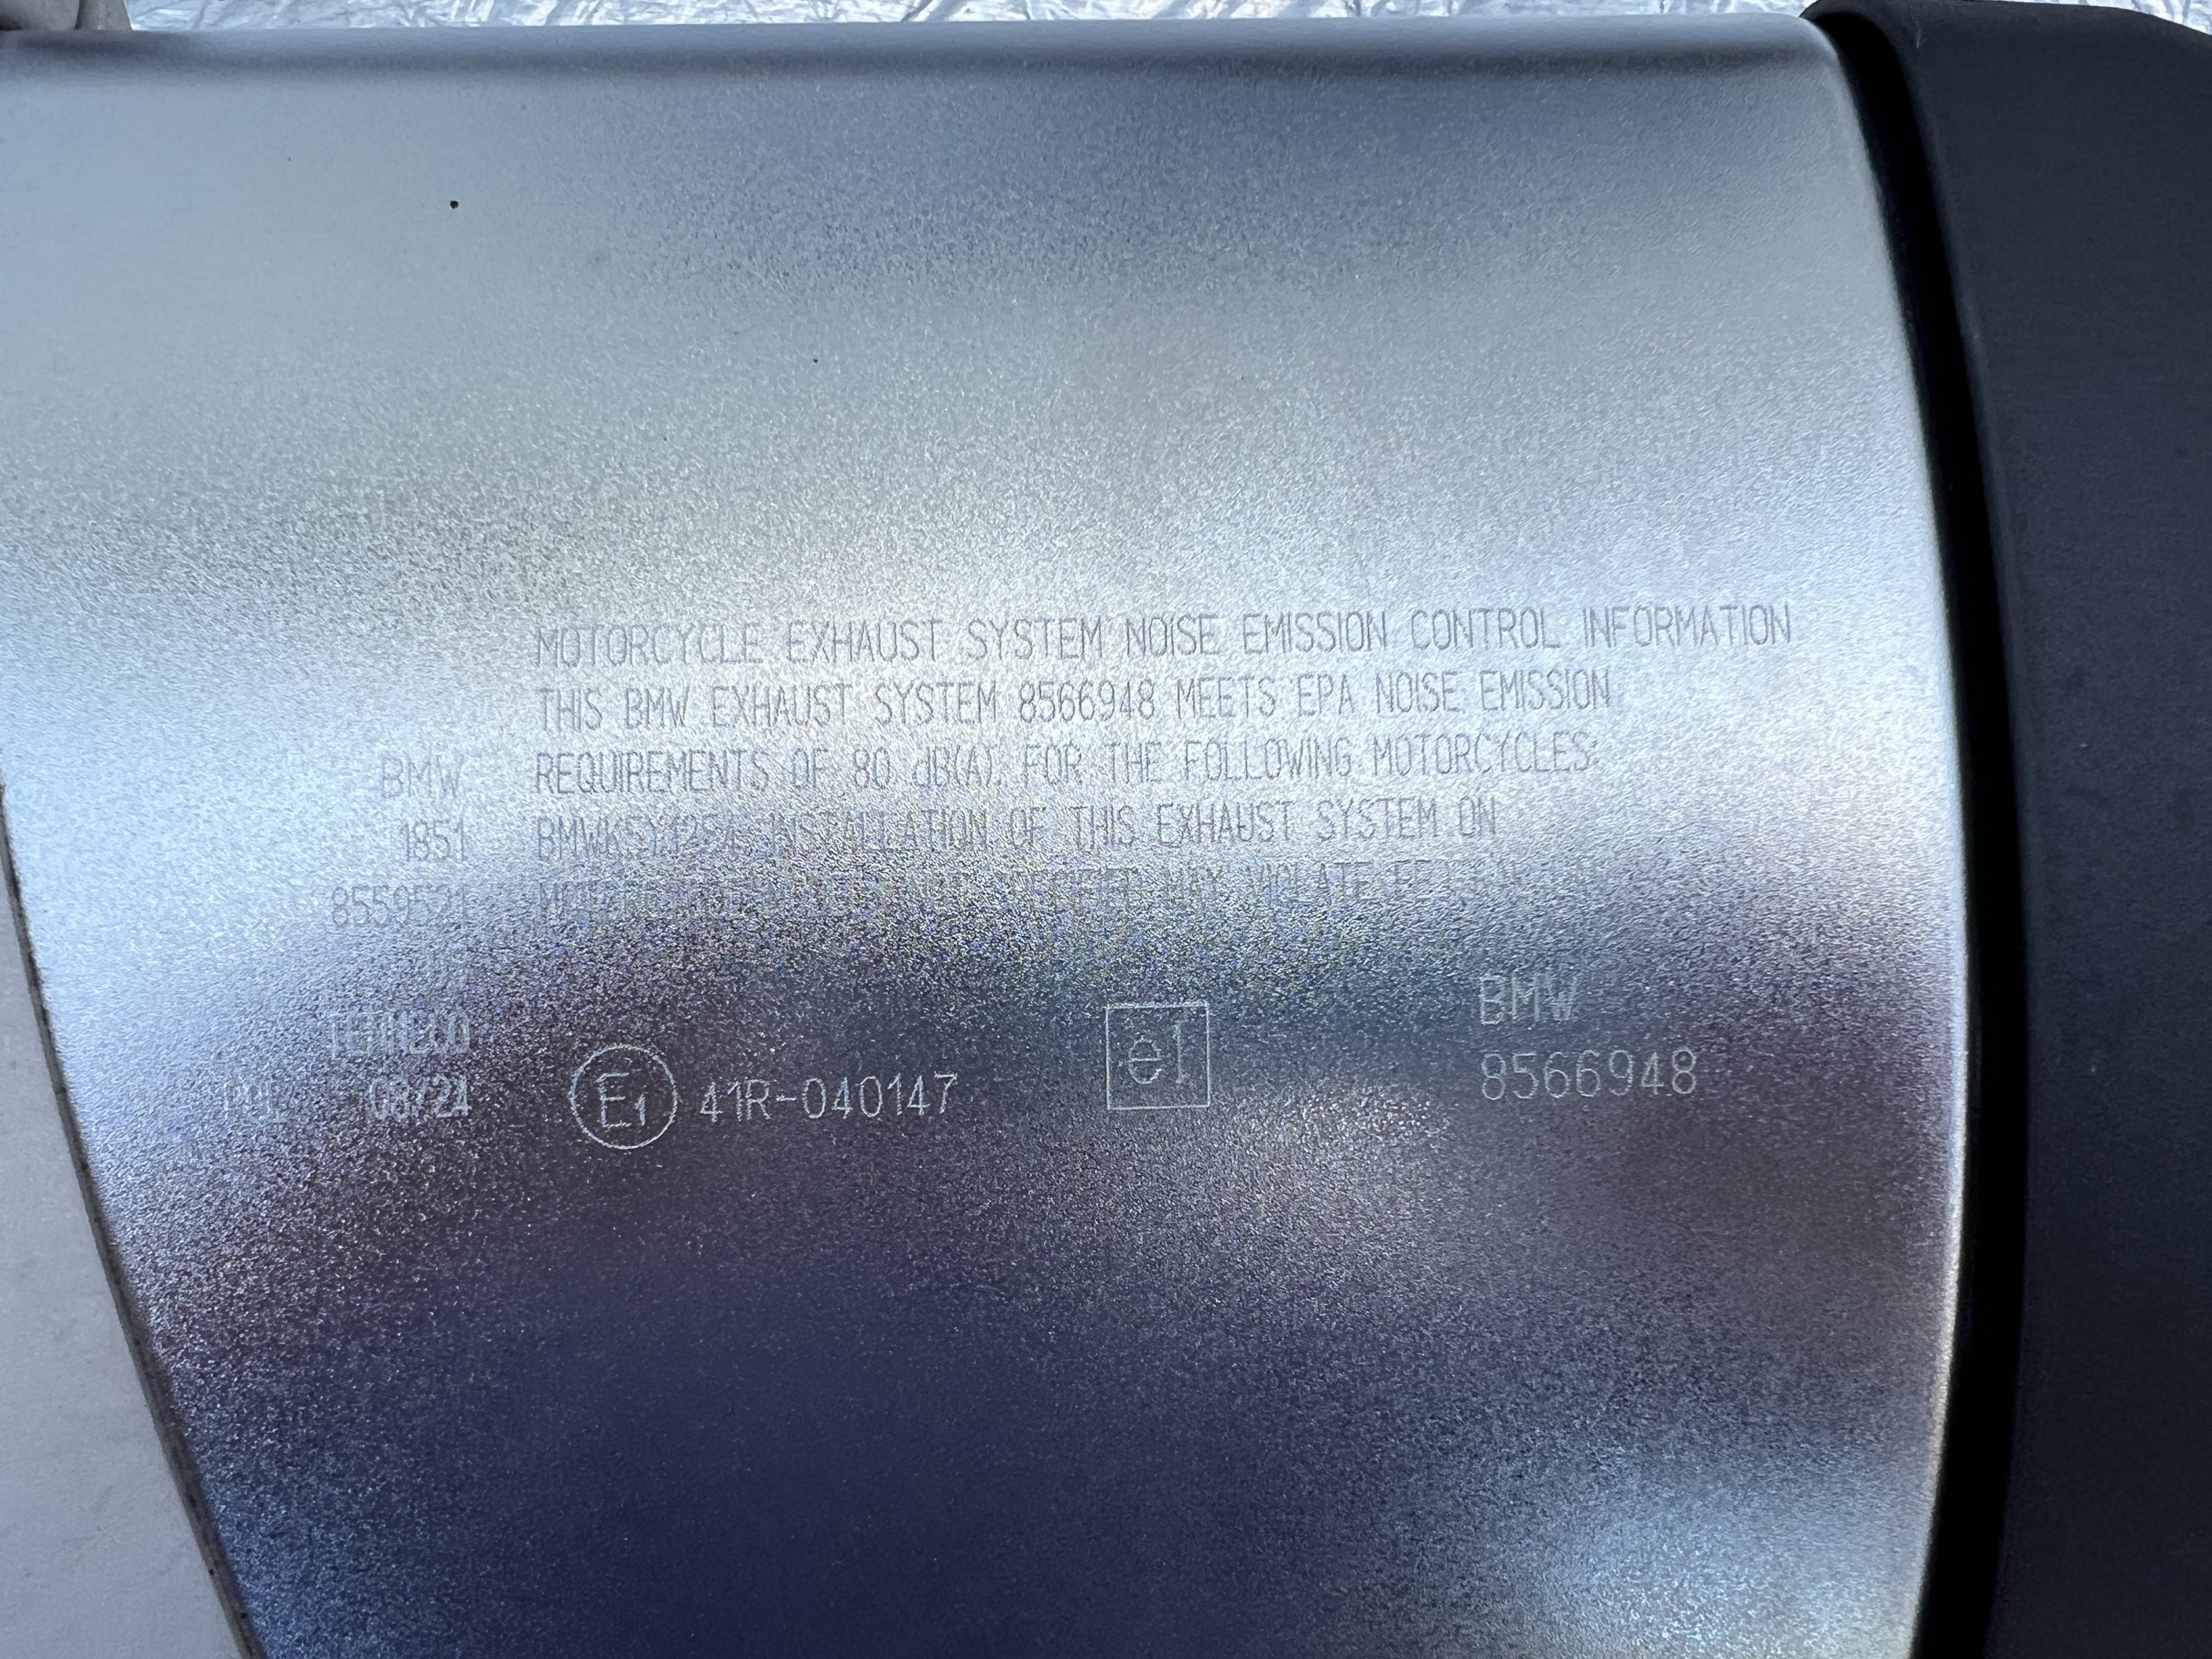 MOTORCYCLE EXHAUST SYSTEM NOISE EMISSION CONTROL INFORMATION
THIS BMW EXHAUST SYSTEM 8566948 MEETS EPA NOISE EMISSION
REQUIREMENTS OF 80 dB(A). FOR THE FOLLOWING MOTORCYCLES:
INSTALLATION OF THIS EXHAUST SYSTEM ON
MAY VIOLATE
BMW
1851
8559521
08/24
E1 41R-040147
e1
BMW
8566948